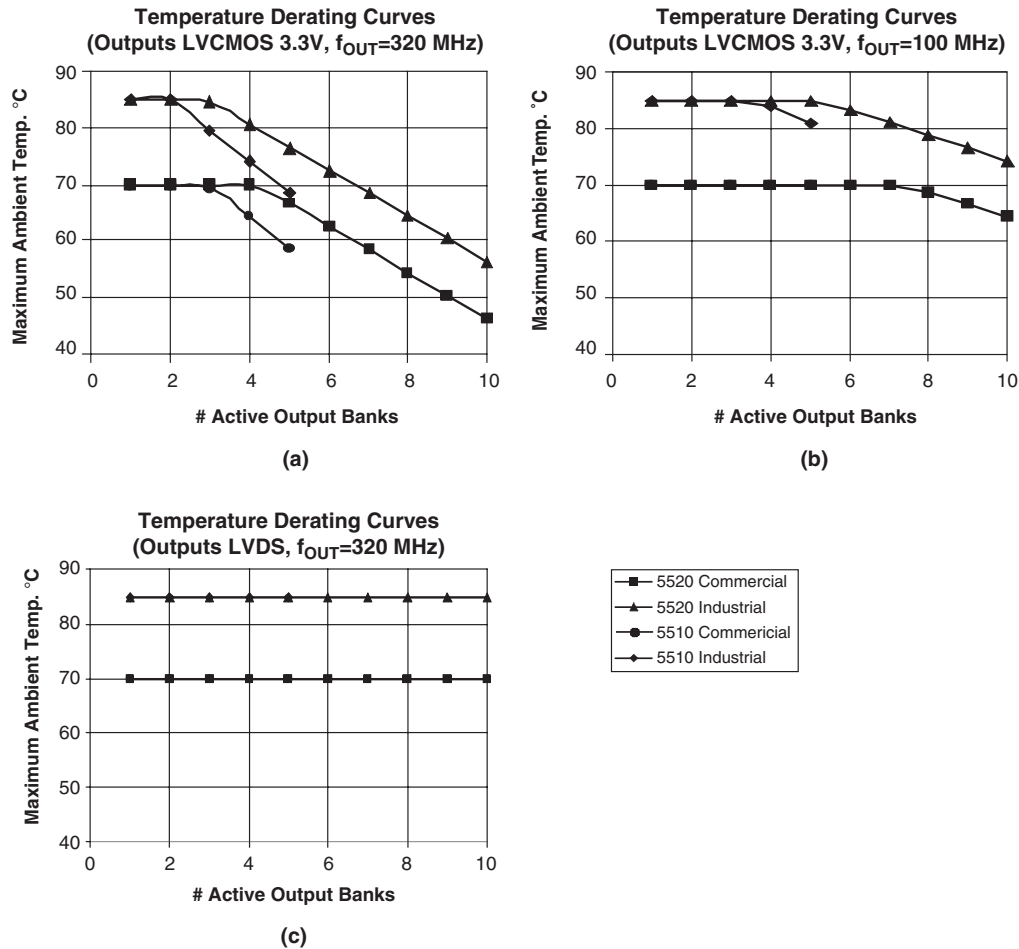 Temperature Derating Curves
(Outputs LVCMOS 3.3V, fOUT=320 MHz)
Maximum Ambient Temp. °C
90
80
70
60
50
40
0 2 4 6 8 10
# Active Output Banks
(a)
Temperature Derating Curves
(Outputs LVCMOS 3.3V, fOUT=100 MHz)
Maximum Ambient Temp. °C
90
80
70
60
50
40
0 2 4 6 8 10
# Active Output Banks
(b)
Temperature Derating Curves
(Outputs LVDS, fOUT=320 MHz)
Maximum Ambient Temp. °C
90
80
70
60
50
40
0 2 4 6 8 10
# Active Output Banks
(c)
5520 Commercial
5520 Industrial
5510 Commericial
5510 Industrial